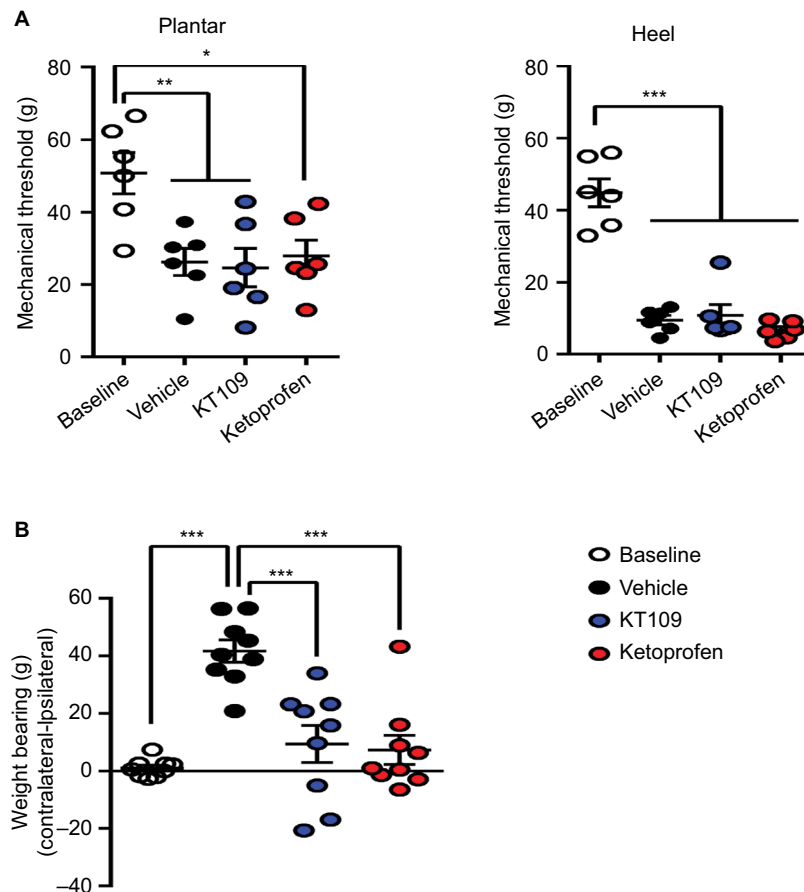 A
Plantar
*
**
80
60
40
20
0
Mechanical threshold (g)
Baseline
Vehicle
KT109
Ketoprofen
Heel
***
80
60
40
20
0
Mechanical threshold (g)
Baseline
Vehicle
KT109
Ketoprofen
B
***
***
***
60
40
20
0
–20
–40
Weight bearing (g)
(contralateral-Ipsilateral)
Baseline
Vehicle
KT109
Ketoprofen